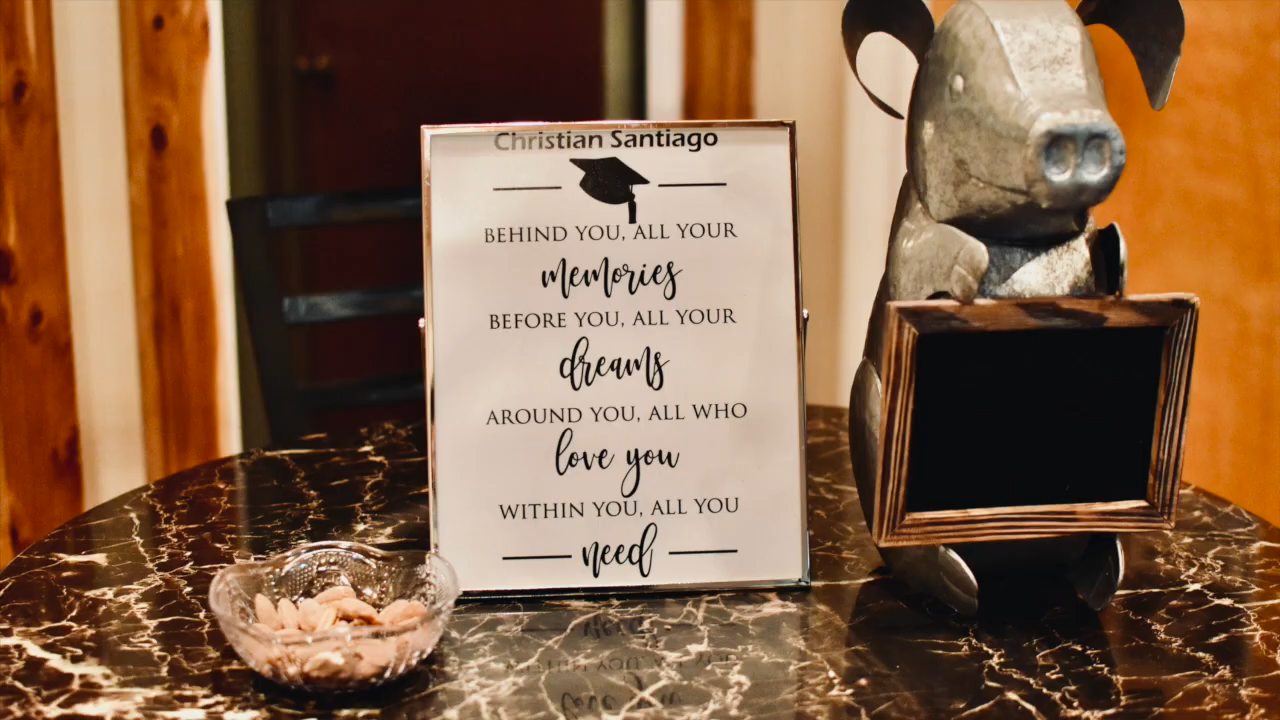 Christian Santiago
BEHIND YOU, ALL YOUR
memories
BEFORE YOU, ALL YOUR
dreams
AROUND YOU, ALL WHO
love you
WITHIN YOU, ALL YOU
need